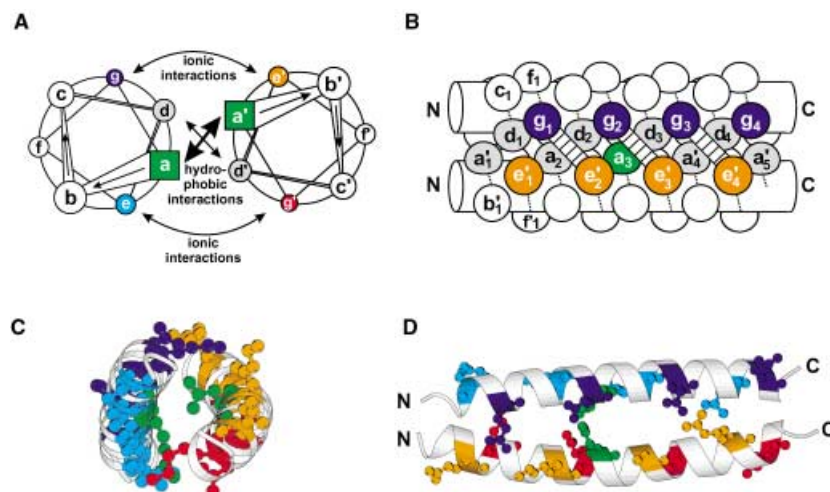 A
g
ionic
interactions
e'
c
d
a'
b'
f
f'
a
d'
b
hydro-
phobic
interactions
c'
e
g
ionic
interactions
B
c1 f1
N g1 g2 g3 g4 C
d1 d2 d3 d4
a'1 a2 a3 a'4 a'5
N e'1 e'2 e'3 e'4 C
b'1
f'1
C
D
N C
N C